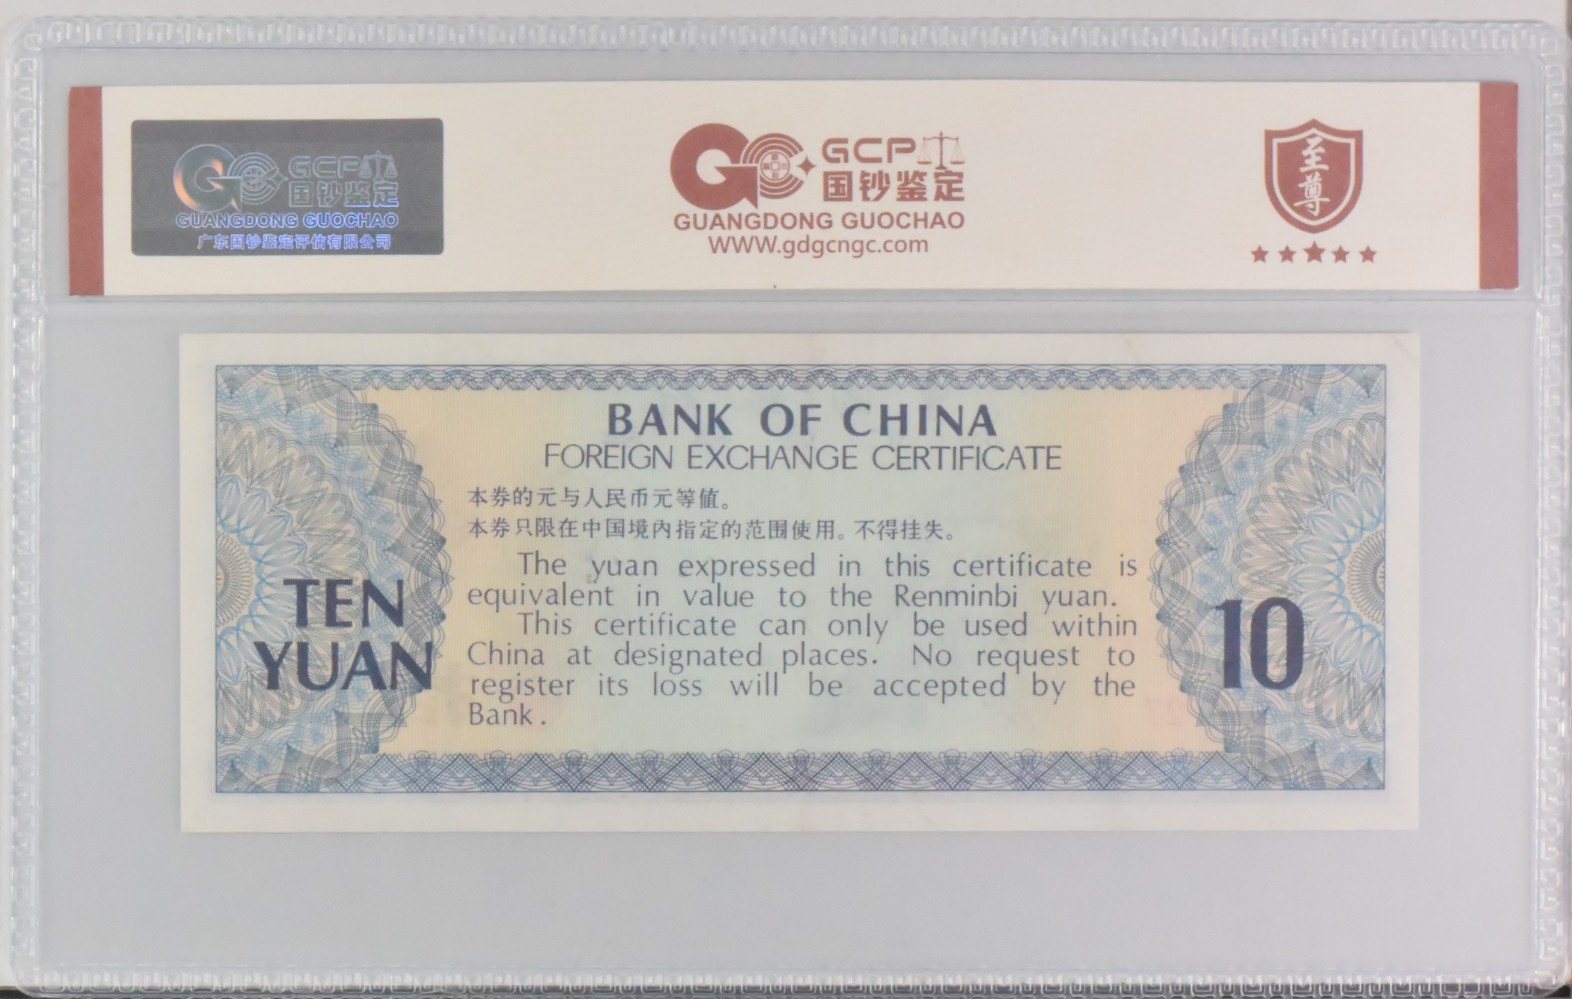 GCP
国钞鉴定
GUANGDONG GUOCHAO
广东国钞鉴定评估有限公司
GCP
国钞鉴定
GUANGDONG GUOCHAO
WWW.gdgcngc.com
至尊
BANK OF CHINA
FOREIGN EXCHANGE CERTIFICATE
本券的元与人民币元等值。
本券只限在中国境内指定的范围使用。不得挂失。
The yuan expressed in this certificate is
equivalent in value to the Renminbi yuan.
This certificate can only be used within
China at designated places. No request to
register its loss will be accepted by the
Bank.
TEN
YUAN
10